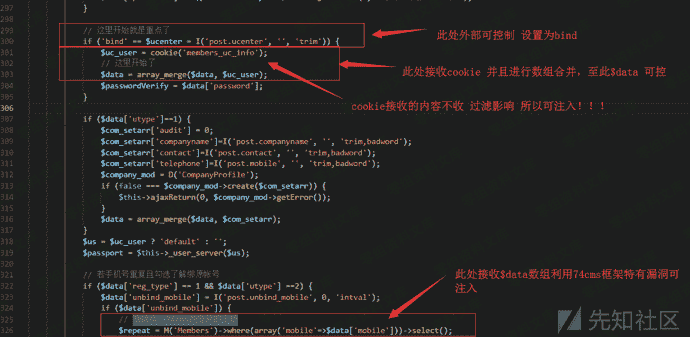 // 这里开始就是重点了
309 if ('bind' == $ucenter = I('post.ucenter', '', 'trim')) {
301 $uc_user = cookie('members_uc_info');
302 // 这里开始了
303 $data = array_merge($data, $uc_user);
304 $passwordVerify = $data['password'];
305 }
306
307 if ($data['utype']==1) {
308 $com_setarr['audit'] = 0;
309 $com_setarr['companyname']=I('post.companyname', '', 'trim,badword');
310 $com_setarr['contact']=I('post.contact', '', 'trim,badword');
311 $com_setarr['telephone']=I('post.mobile', '', 'trim,badword');
312 $company_mod = D('CompanyProfile');
313 if (false === $company_mod->create($com_setarr)) {
314 $this->ajaxReturn(0, $company_mod->getError());
315 }
316 $data = array_merge($data, $com_setarr);
317 }
318 $us = $uc_user ? 'default' : '';
319 $passport = $this->_user_server($us);
320
321 // 若手机号重复且勾选了解绑原帐号
322 if ($data['reg_type'] == 1 && $data['utype'] ==2) {
323 $data['unbind_mobile'] = I('post.unbind_mobile', 0, 'intval');
324 if ($data['unbind_mobile']) {
325 //
326 $repeat = M('Members')->where(array('mobile'=>$data['mobile']))->select();
此处外部可控制 设置为bind
此处接收cookie 并且进行数组合并，至此$data 可控
cookie接收的内容不收 过滤影响 所以可注入！！！
此处接收$data数组利用74cms框架特有漏洞可
注入
先知社区